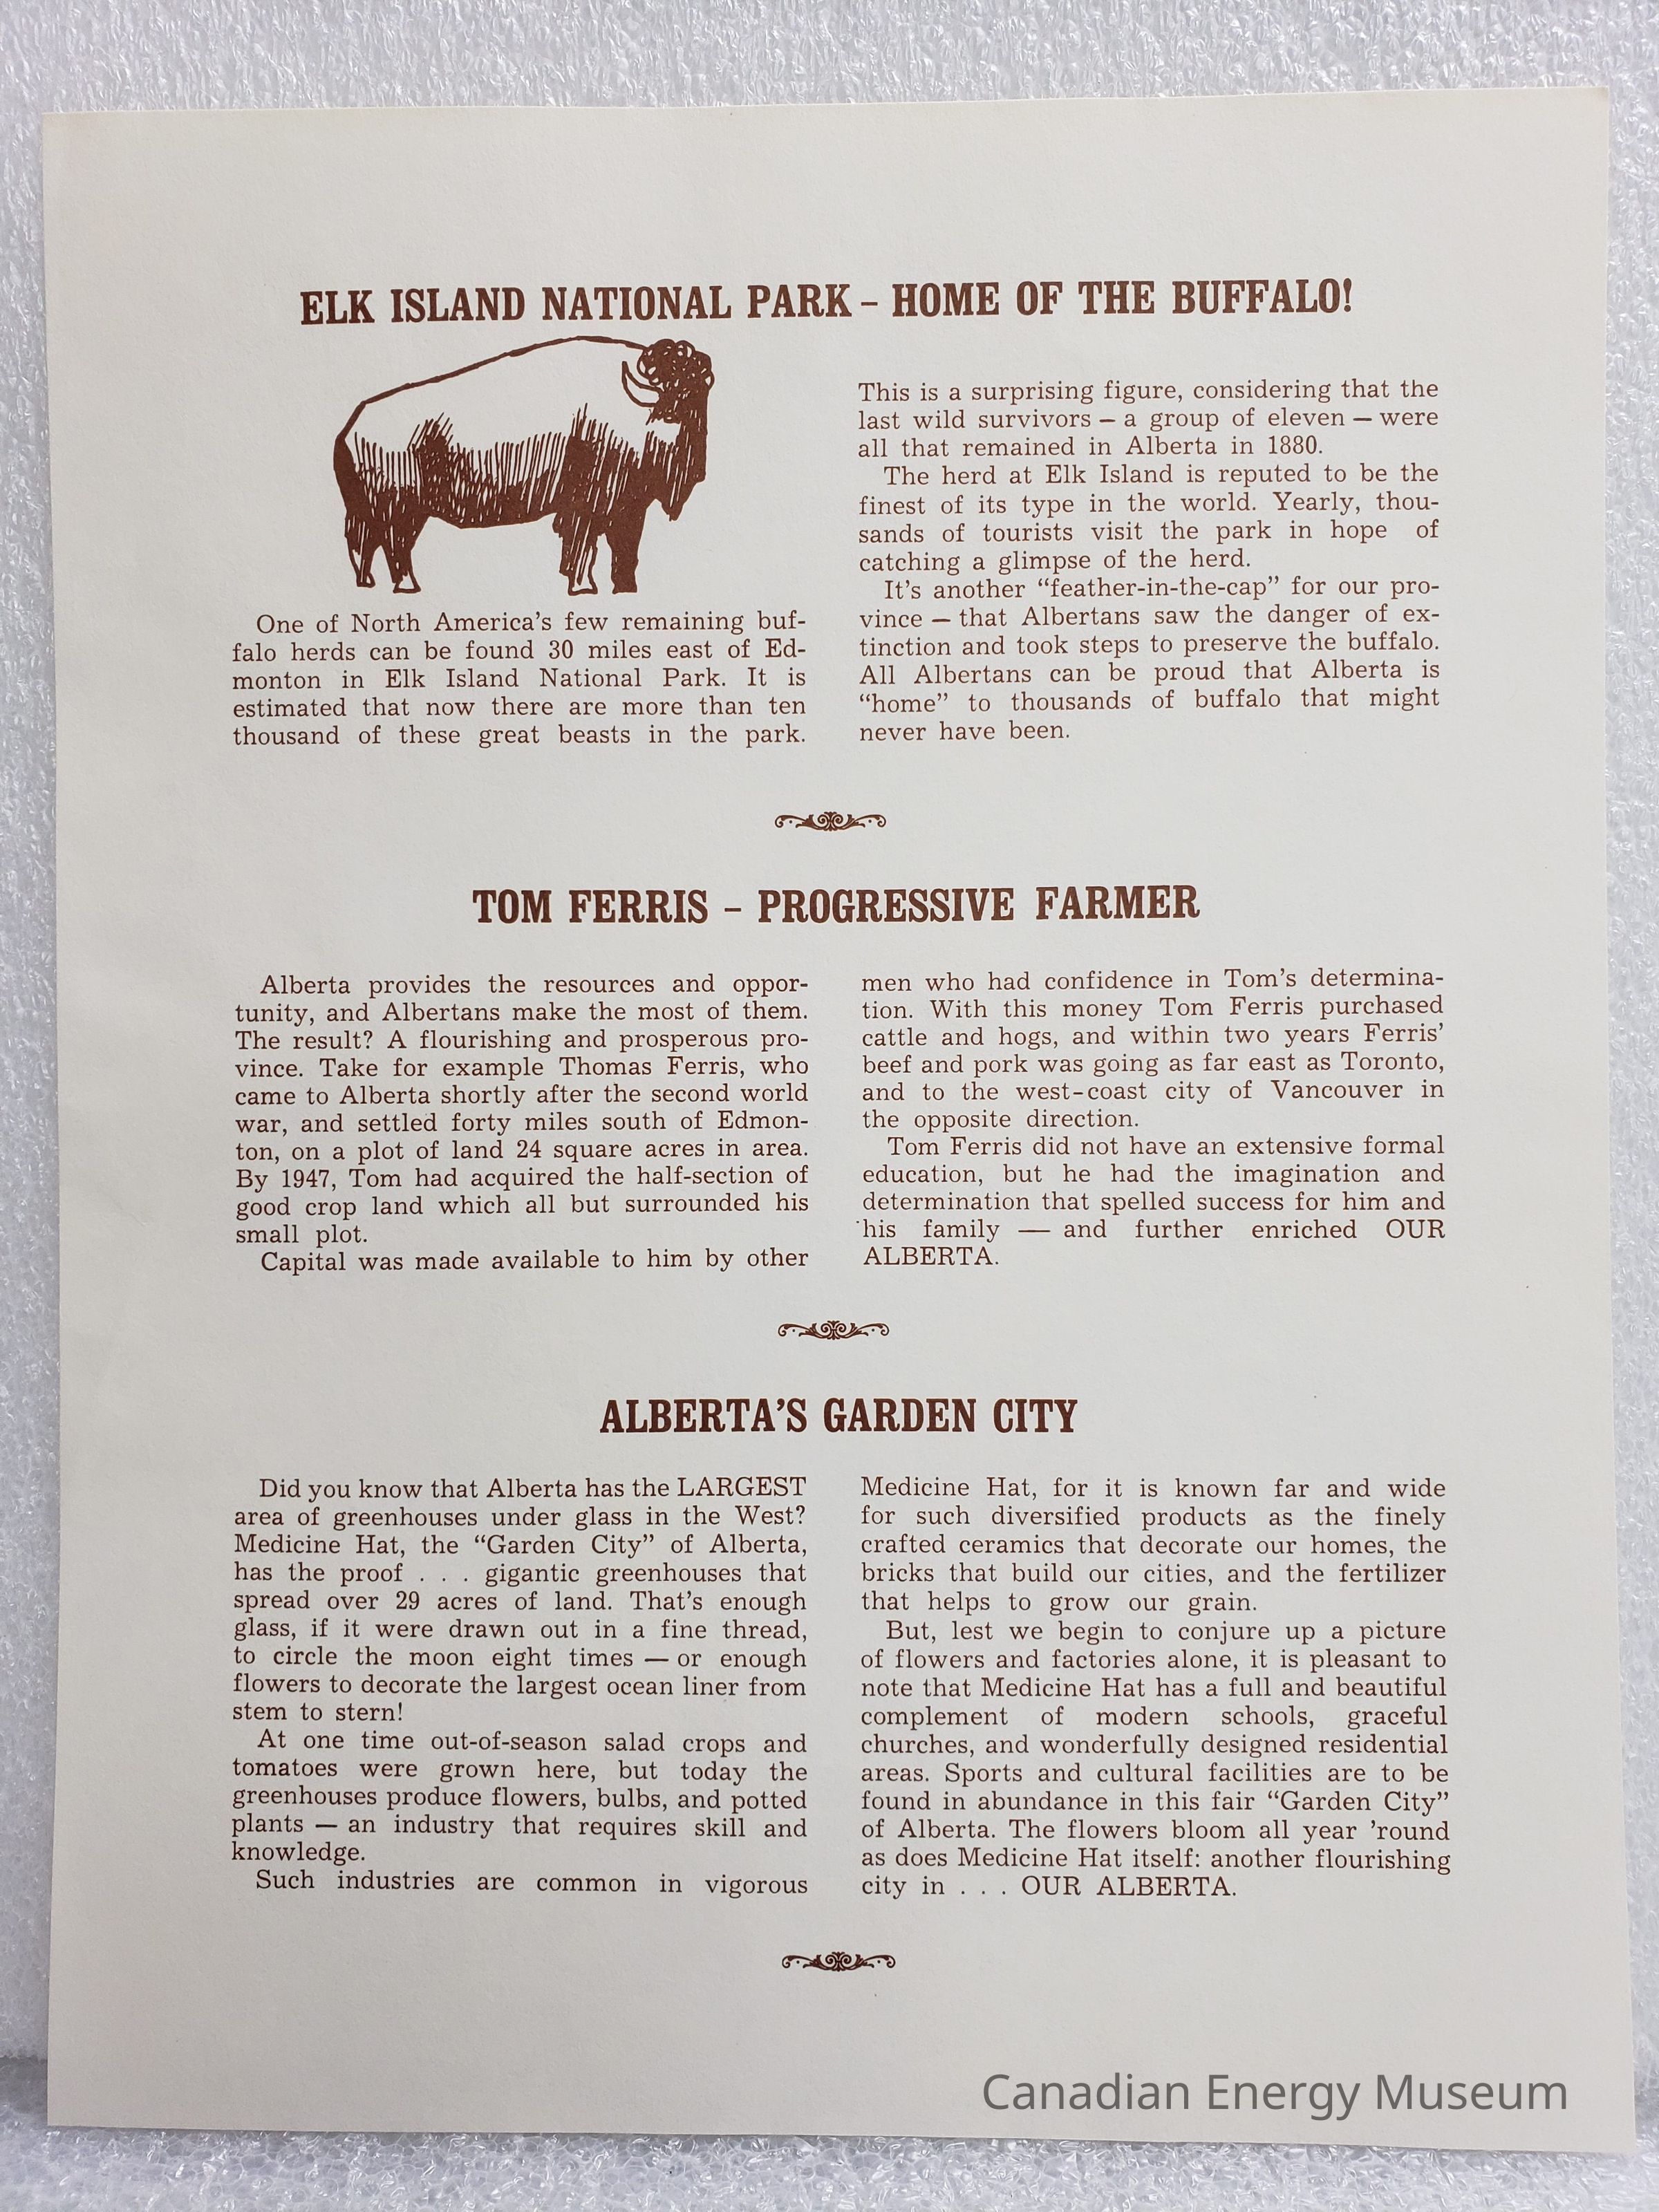 ELK ISLAND NATIONAL PARK – HOME OF THE BUFFALO!
One of North America's few remaining buf-
falo herds can be found 30 miles east of Ed-
monton in Elk Island National Park. It is
estimated that now there are more than ten
thousand of these great beasts in the park.
This is a surprising figure, considering that the
last wild survivors — a group of eleven — were
all that remained in Alberta in 1880.
The herd at Elk Island is reputed to be the
finest of its type in the world. Yearly, thou-
sands of tourists visit the park in hope of
catching a glimpse of the herd.
It's another “feather-in-the-cap” for our pro-
vince — that Albertans saw the danger of ex-
tinction and took steps to preserve the buffalo.
All Albertans can be proud that Alberta is
“home” to thousands of buffalo that might
never have been.
TOM FERRIS – PROGRESSIVE FARMER
Alberta provides the resources and oppor-
tunity, and Albertans make the most of them.
The result? A flourishing and prosperous pro-
vince. Take for example Thomas Ferris, who
came to Alberta shortly after the second world
war, and settled forty miles south of Edmon-
ton, on a plot of land 24 square acres in area.
By 1947, Tom had acquired the half-section of
good crop land which all but surrounded his
small plot.
Capital was made available to him by other
men who had confidence in Tom's determina-
tion. With this money Tom Ferris purchased
cattle and hogs, and within two years Ferris'
beef and pork was going as far east as Toronto,
and to the west-coast city of Vancouver in
the opposite direction.
Tom Ferris did not have an extensive formal
education, but he had the imagination and
determination that spelled success for him and
his family — and further enriched OUR
ALBERTA.
ALBERTA'S GARDEN CITY
Did you know that Alberta has the LARGEST
area of greenhouses under glass in the West?
Medicine Hat, the “Garden City” of Alberta,
has the proof . . . gigantic greenhouses that
spread over 29 acres of land. That's enough
glass, if it were drawn out in a fine thread,
to circle the moon eight times — or enough
flowers to decorate the largest ocean liner from
stem to stern!
At one time out-of-season salad crops and
tomatoes were grown here, but today the
greenhouses produce flowers, bulbs, and potted
plants — an industry that requires skill and
knowledge.
Such industries are common in vigorous
Medicine Hat, for it is known far and wide
for such diversified products as the finely
crafted ceramics that decorate our homes, the
bricks that build our cities, and the fertilizer
that helps to grow our grain.
But, lest we begin to conjure up a picture
of flowers and factories alone, it is pleasant to
note that Medicine Hat has a full and beautiful
complement of modern schools, graceful
churches, and wonderfully designed residential
areas. Sports and cultural facilities are to be
found in abundance in this fair “Garden City”
of Alberta. The flowers bloom all year 'round
as does Medicine Hat itself: another flourishing
city in . . . OUR ALBERTA.
Canadian Energy Museum